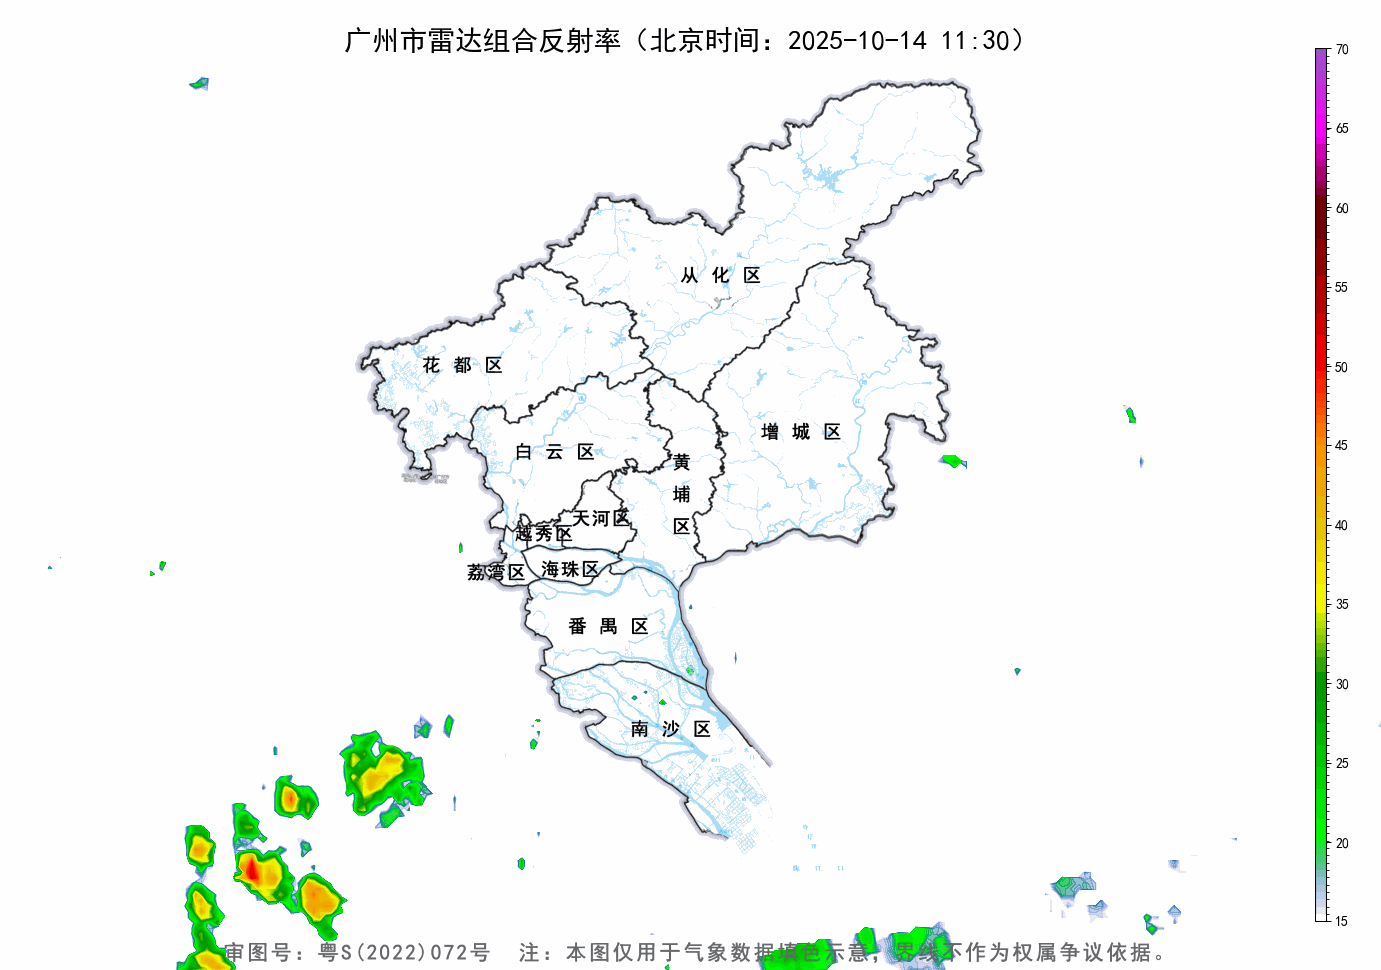 广州市雷达组合反射率（北京时间：2025-10-14 11:30）
70
65
60
55
50
45
40
35
30
25
20
15
从化区
花都区
增城区
白云区
黄埔区
天河区
越秀区
荔湾区
海珠区
番禺区
南沙区
审图号：粤S(2022)072号 注：本图仅用于气象数据填色示意，界线不作为权属争议依据。